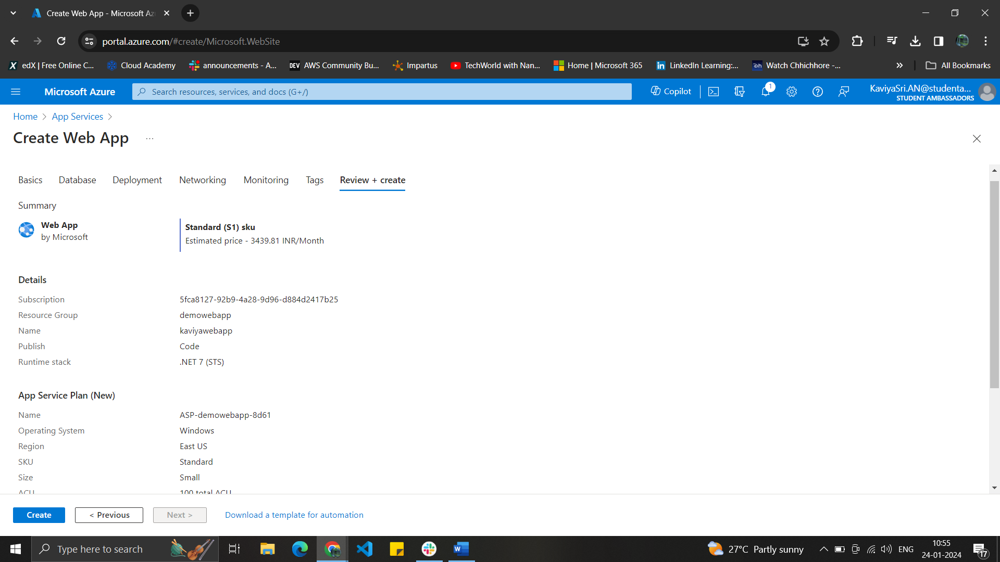 Create Web App - Microsoft Az
portal.azure.com/#create/Microsoft.WebSite
edX | Free Online C...
Cloud Academy
announcements - A...
DEV AWS Community Bu...
Impartus
TechWorld with Nan...
Home | Microsoft 365
LinkedIn Learning:...
Watch Chhichhore -...
All Bookmarks
Microsoft Azure
Search resources, services, and docs (G+/)
Copilot
1
KaviyaSri.AN@studenta...
STUDENT AMBASSADORS
Home > App Services >
Create Web App ...
Basics Database Deployment Networking Monitoring Tags Review + create
Summary
Web App
by Microsoft
Standard (S1) sku
Estimated price - 3439.81 INR/Month
Details
Subscription 5fca8127-92b9-4a28-9d96-d884d2417b25
Resource Group demowebapp
Name kaviyawebapp
Publish Code
Runtime stack .NET 7 (STS)
App Service Plan (New)
Name ASP-demowebapp-8d61
Operating System Windows
Region East US
SKU Standard
Size Small
ACU 100 total ACU
Create
< Previous
Next >
Download a template for automation
Type here to search
27°C Partly sunny
ENG
10:55
24-01-2024
17